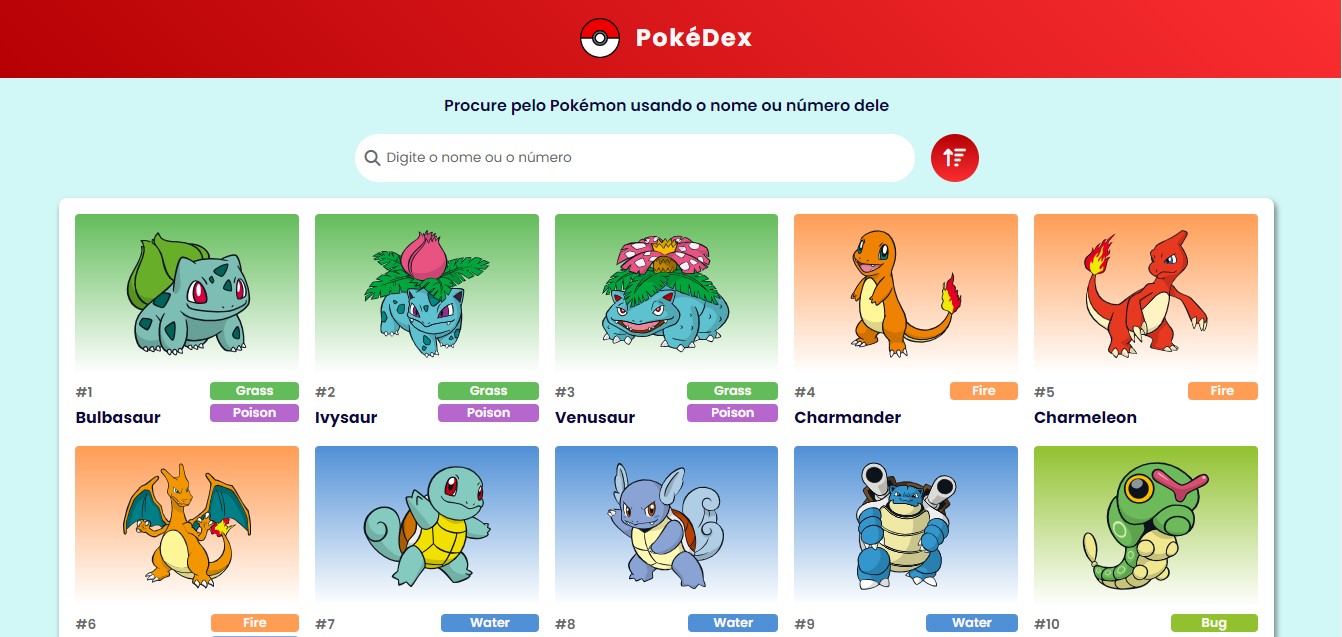 PokéDex
Procure pelo Pokémon usando o nome ou número dele
Digite o nome ou o número
#1 Grass
Bulbasaur Poison
#2 Grass
Ivysaur Poison
#3 Grass
Venusaur Poison
#4 Fire
Charmander
#5 Fire
Charmeleon
#6 Fire
#7 Water
#8 Water
#9 Water
#10 Bug